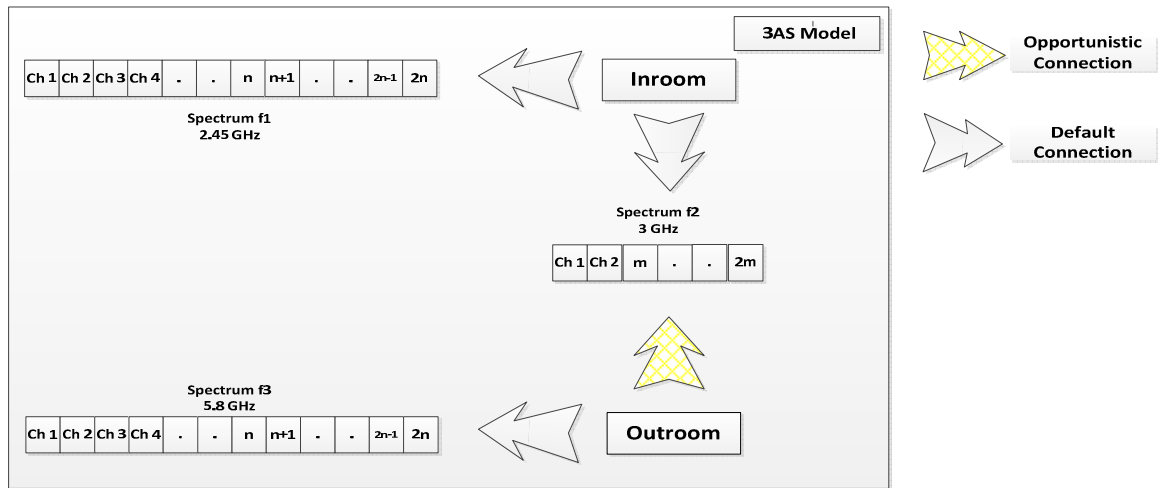 3AS Model
Opportunistic
Connection
Default
Connection
Inroom
Ch 1 Ch 2 Ch 3 Ch 4 . . n n+1 . . 2n-1 2n
Spectrum f1
2.45 GHz
Spectrum f2
3 GHz
Ch 1 Ch 2 m . . 2m
Spectrum f3
5.8 GHz
Ch 1 Ch 2 Ch 3 Ch 4 . . n n+1 . . 2n-1 2n
Outroom